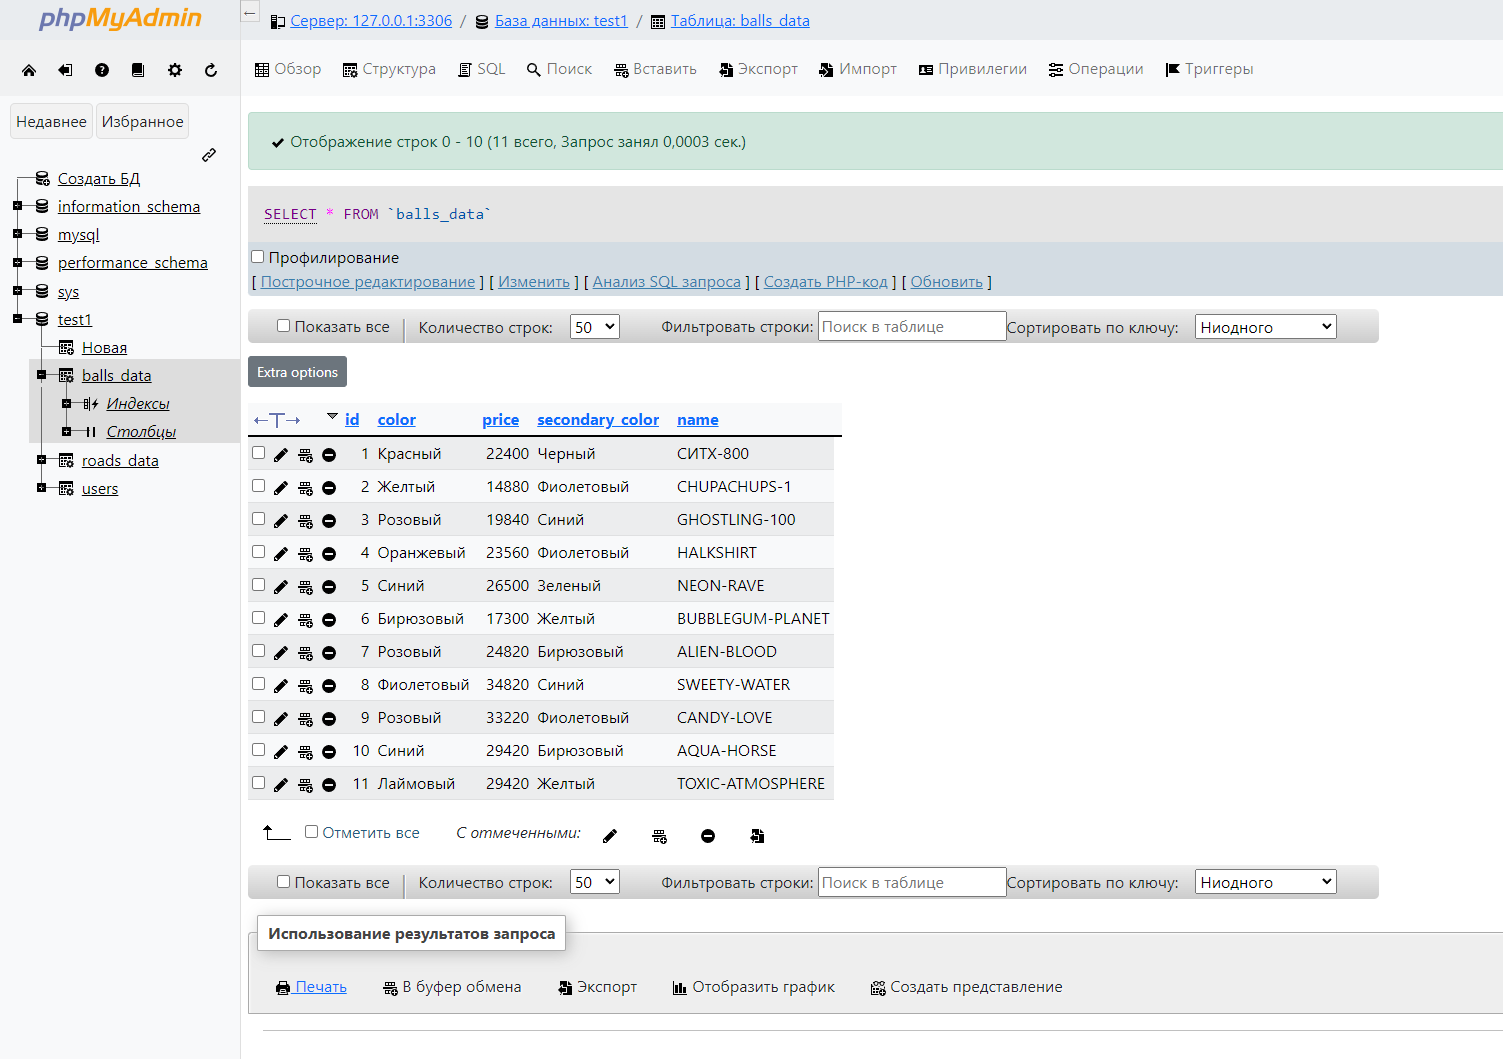 phpMyAdmin
Недавнее Избранное
Создать БД
information_schema
mysql
performance_schema
sys
test1
Новая
balls_data
Индексы
Столбцы
roads_data
users
Сервер: 127.0.0.1:3306 / База данных: test1 / Таблица: balls_data
Обзор Структура SQL Поиск Вставить Экспорт Импорт Привилегии Операции Триггеры
Отображение строк 0 - 10 (11 всего, Запрос занял 0,0003 сек.)
SELECT * FROM `balls_data`
Профилирование
[ Построчное редактирование ] [ Изменить ] [ Анализ SQL запроса ] [ Создать PHP-код ] [ Обновить ]
Показать все Количество строк: 50 Фильтровать строки: Поиск в таблице Сортировать по ключу: Ниодного
Extra options
←T→ id color price secondary_color name
1 Красный 22400 Черный СИТХ-800
2 Желтый 14880 Фиолетовый CHUPACHUPS-1
3 Розовый 19840 Синий GHOSTLING-100
4 Оранжевый 23560 Фиолетовый HALKSHIRT
5 Синий 26500 Зеленый NEON-RAVE
6 Бирюзовый 17300 Желтый BUBBLEGUM-PLANET
7 Розовый 24820 Бирюзовый ALIEN-BLOOD
8 Фиолетовый 34820 Синий SWEETY-WATER
9 Розовый 33220 Фиолетовый CANDY-LOVE
10 Синий 29420 Бирюзовый AQUA-HORSE
11 Лаймовый 29420 Желтый TOXIC-ATMOSPHERE
Отметить все С отмеченными:
Показать все Количество строк: 50 Фильтровать строки: Поиск в таблице Сортировать по ключу: Ниодного
Использование результатов запроса
Печать В буфер обмена Экспорт Отобразить график Создать представление